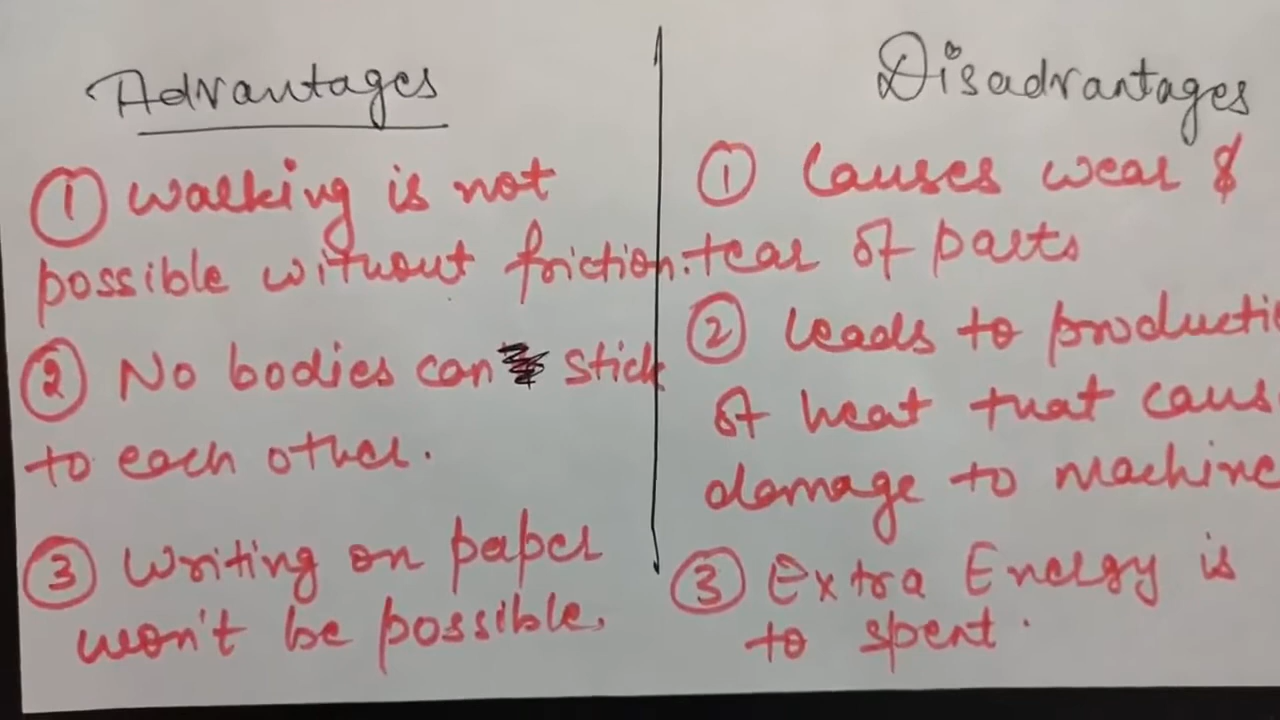 Advantages
① Walking is not
possible without friction.
② No bodies can stick
to each other.
③ Writing on paper
won't be possible.
Disadvantages
① Causes wear &
tear of parts
② Leads to producti
of heat that caus
damage to machine
③ Extra Energy is
to spent.